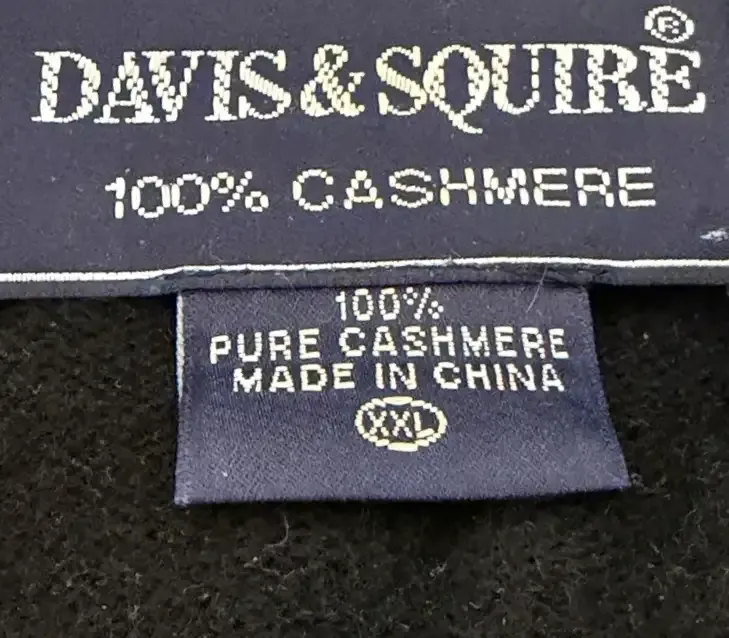 DAVIS & SQUIRE®
100% CASHMERE
100%
PURE CASHMERE
MADE IN CHINA
XXL